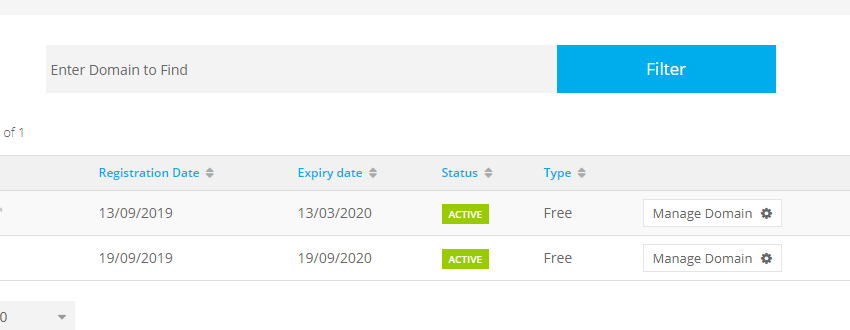 Enter Domain to Find
Filter
of 1
Registration Date Expiry date Status Type
13/09/2019 13/03/2020 ACTIVE Free Manage Domain
19/09/2019 19/09/2020 ACTIVE Free Manage Domain
0